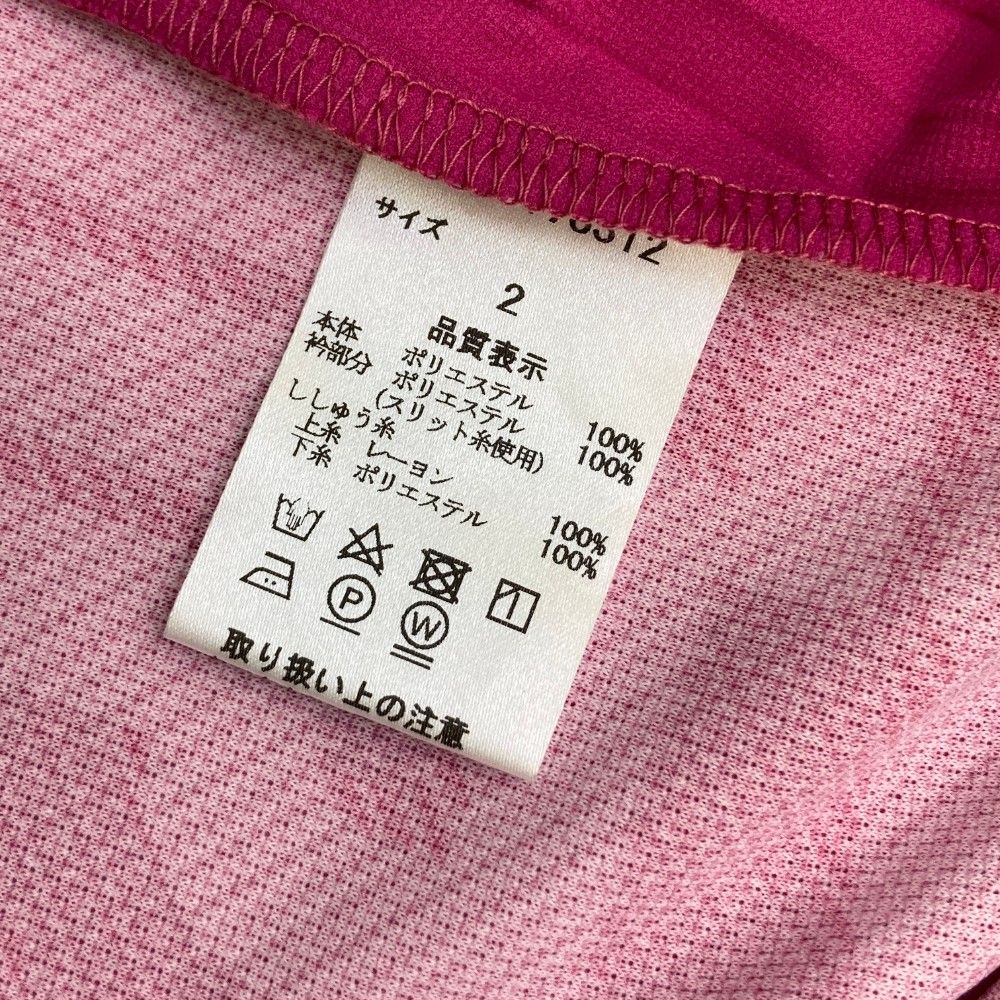 サイズ
2
品質表示
本体 ポリエステル 100%
衿部分 ポリエステル 100%
(スリット糸使用)
ししゅう糸
上糸 レーヨン 100%
下糸 ポリエステル 100%
P W
取り扱い上の注意